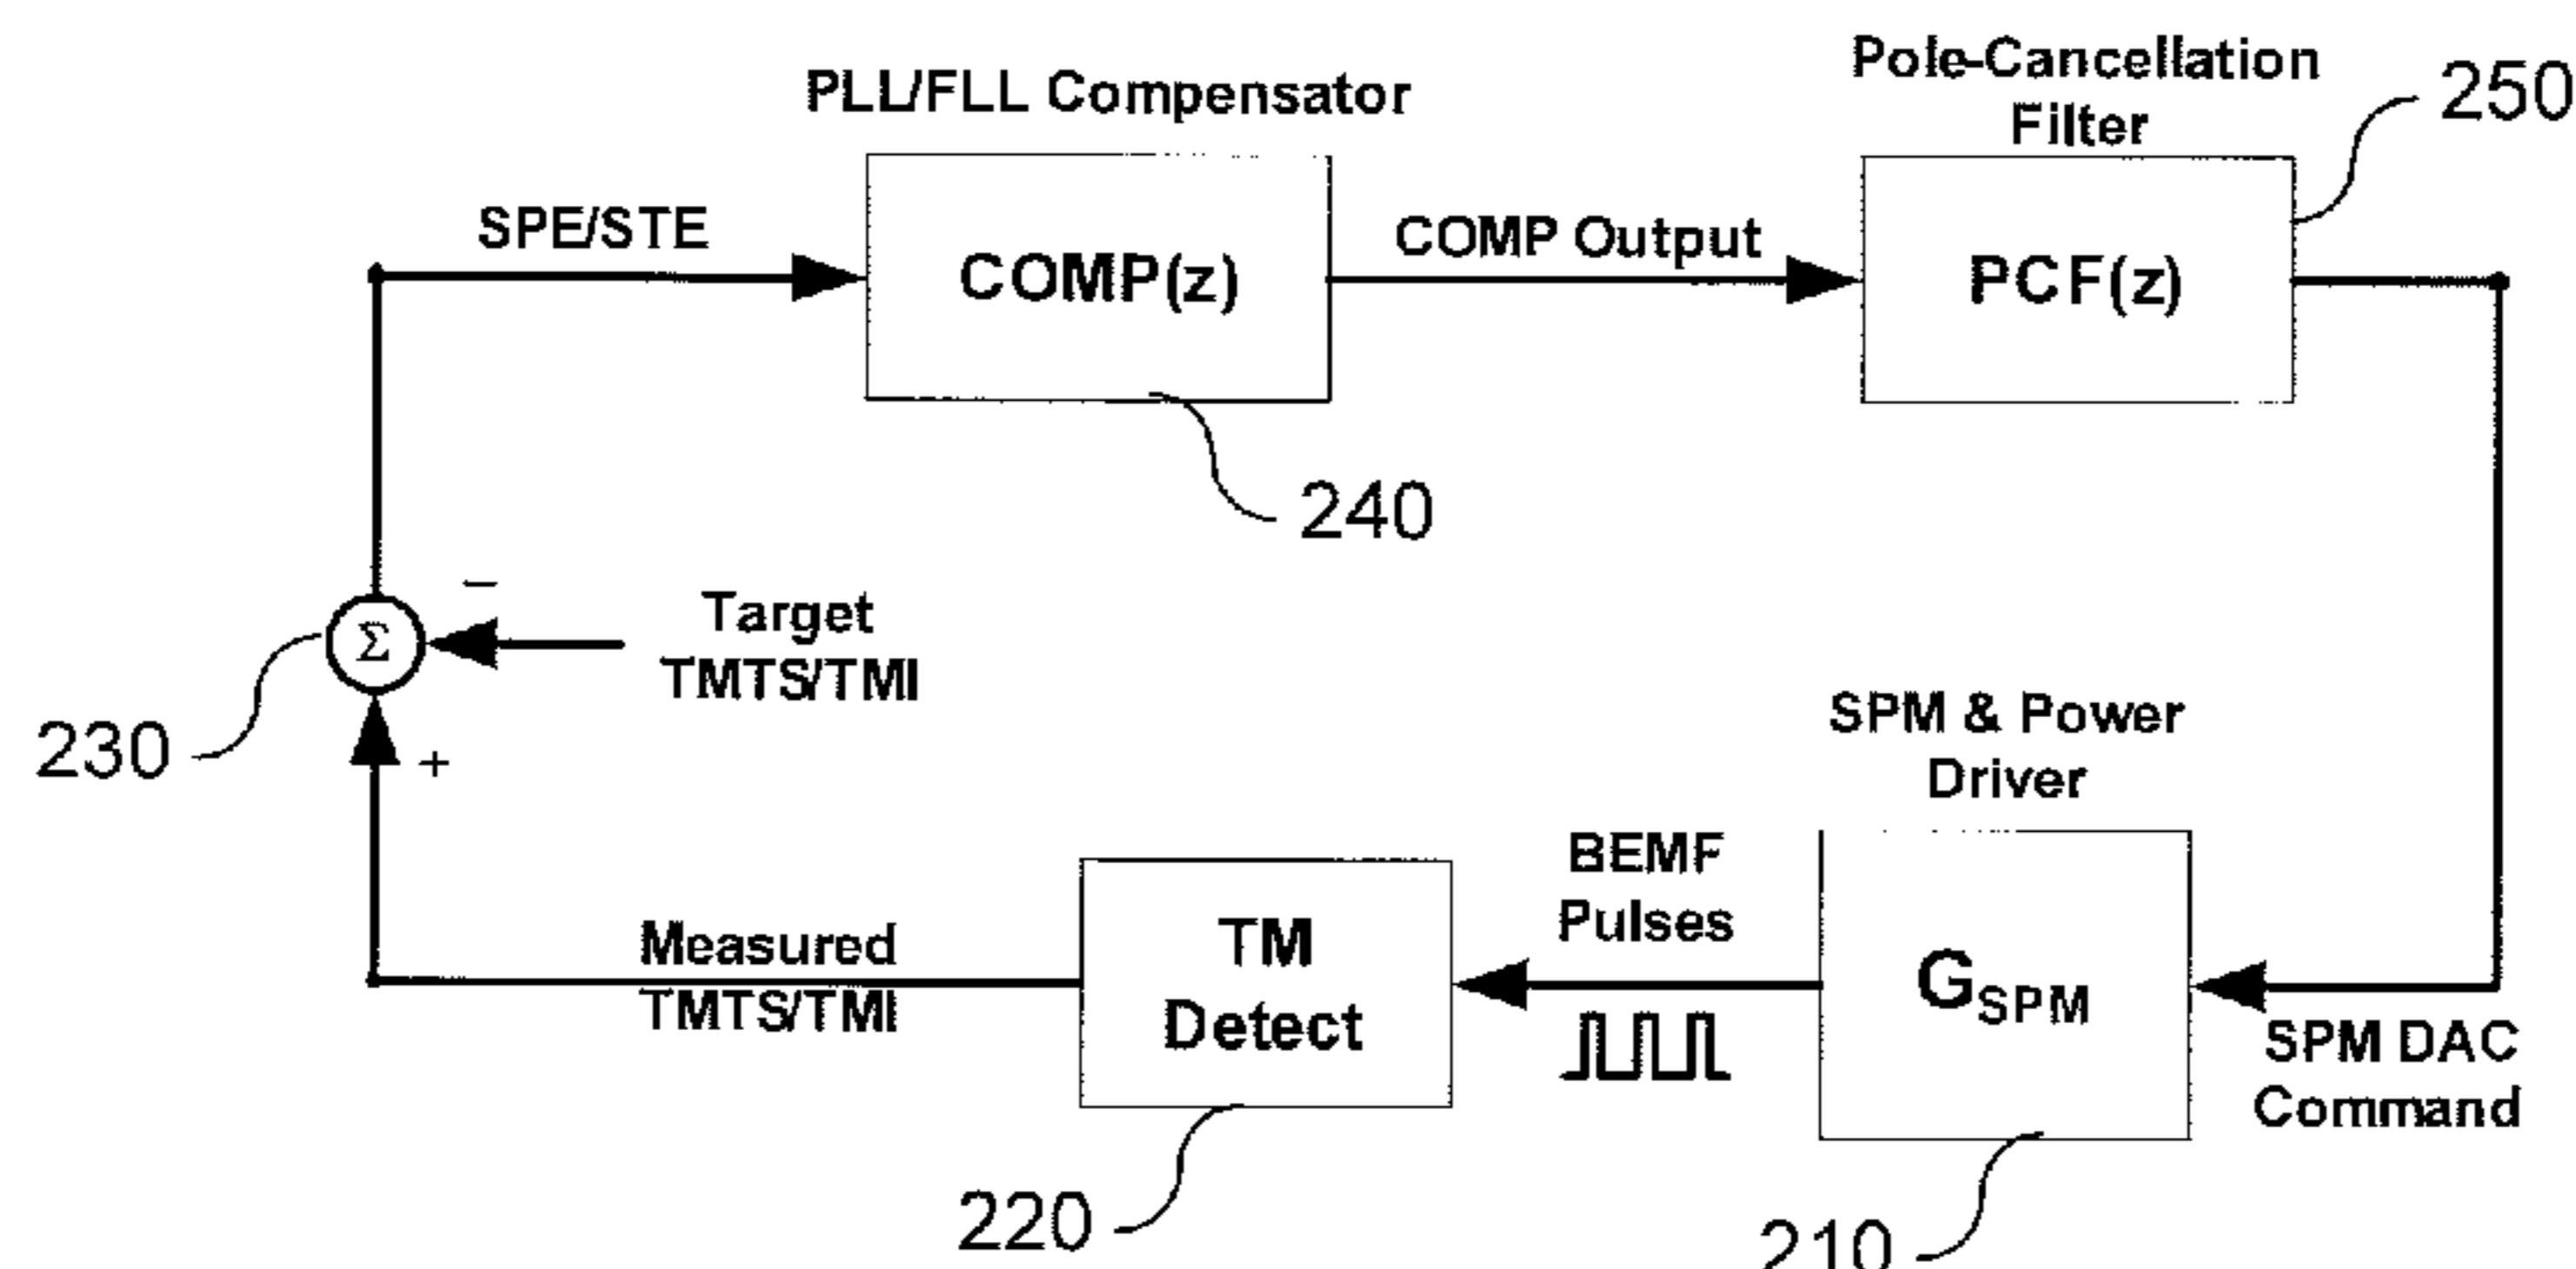 PLL/FLL Compensator
Pole-Cancellation
Filter
250
SPE/STE
COMP(z)
COMP Output
PCF(z)
240
−
Target
TMTS/TMI
Σ
230
+
SPM & Power
Driver
BEMF
Pulses
Measured
TMTS/TMI
TM
Detect
G_SPM
SPM DAC
Command
220
210